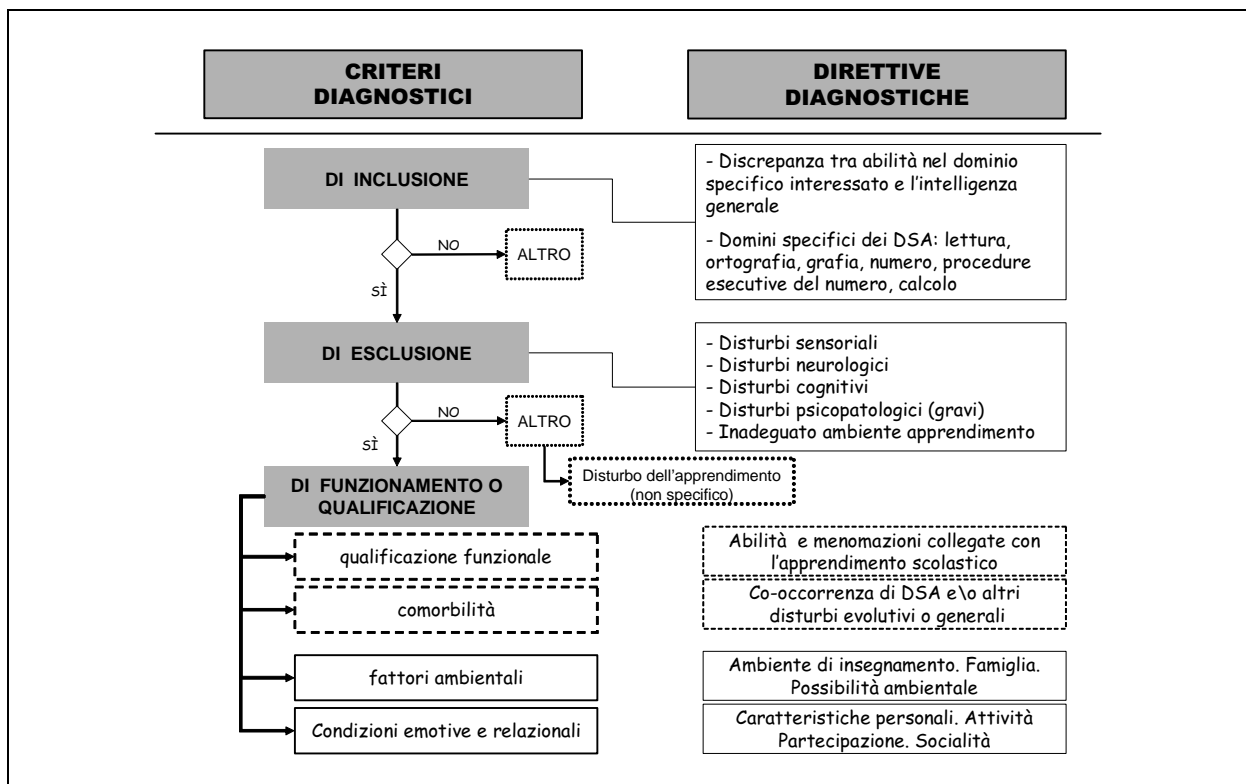 CRITERI
DIAGNOSTICI
DIRETTIVE
DIAGNOSTICHE
DI INCLUSIONE
- Discrepanza tra abilità nel dominio
specifico interessato e l'intelligenza
generale
- Domini specifici dei DSA: lettura,
ortografia, grafia, numero, procedure
esecutive del numero, calcolo
NO
ALTRO
SÌ
DI ESCLUSIONE
- Disturbi sensoriali
- Disturbi neurologici
- Disturbi cognitivi
- Disturbi psicopatologici (gravi)
- Inadeguato ambiente apprendimento
NO
ALTRO
SÌ
Disturbo dell'apprendimento
(non specifico)
DI FUNZIONAMENTO O
QUALIFICAZIONE
qualificazione funzionale
Abilità e menomazioni collegate con
l'apprendimento scolastico
comorbilità
Co-occorrenza di DSA e\o altri
disturbi evolutivi o generali
fattori ambientali
Ambiente di insegnamento. Famiglia.
Possibilità ambientale
Condizioni emotive e relazionali
Caratteristiche personali. Attività
Partecipazione. Socialità